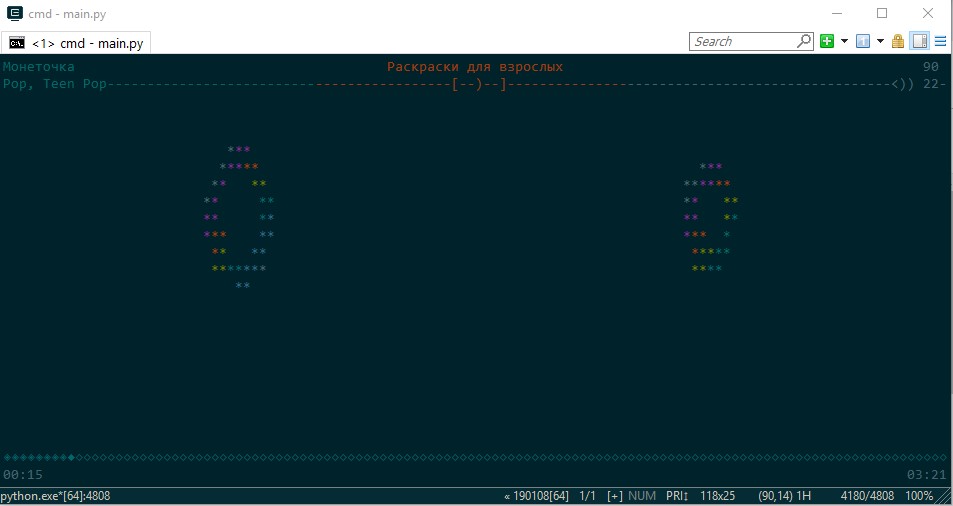 cmd - main.py
<1> cmd - main.py
Search
Монеточка Раскраски для взрослых 90
Pop, Teen Pop--------------------------------------------[--)--]------------------------------------------------<)) 22-
***
*****
** **
** **
** **
*** **
** **
*******
**
***
******
** **
** **
*** *
*****
****
00:15 03:21
python.exe*[64]:4808 « 190108[64] 1/1 [+] NUM PRI↕ 118x25 (90,14) 1H 4180/4808 100%